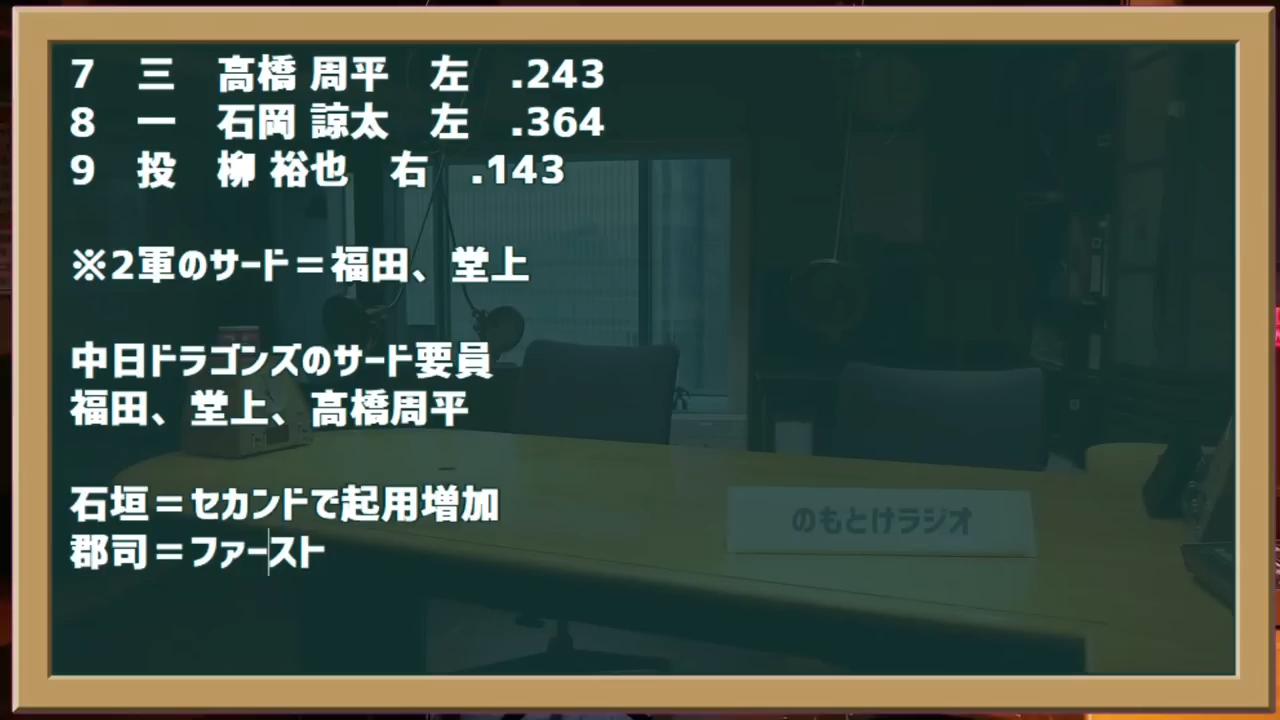 7 三 高橋 周平 左 .243
8 一 石岡 諒太 左 .364
9 投 柳 裕也 右 .143
※2軍のサード＝福田、堂上
中日ドラゴンズのサード要員
福田、堂上、高橋周平
石垣＝セカンドで起用増加
郡司＝ファースト
のもとけラジオ